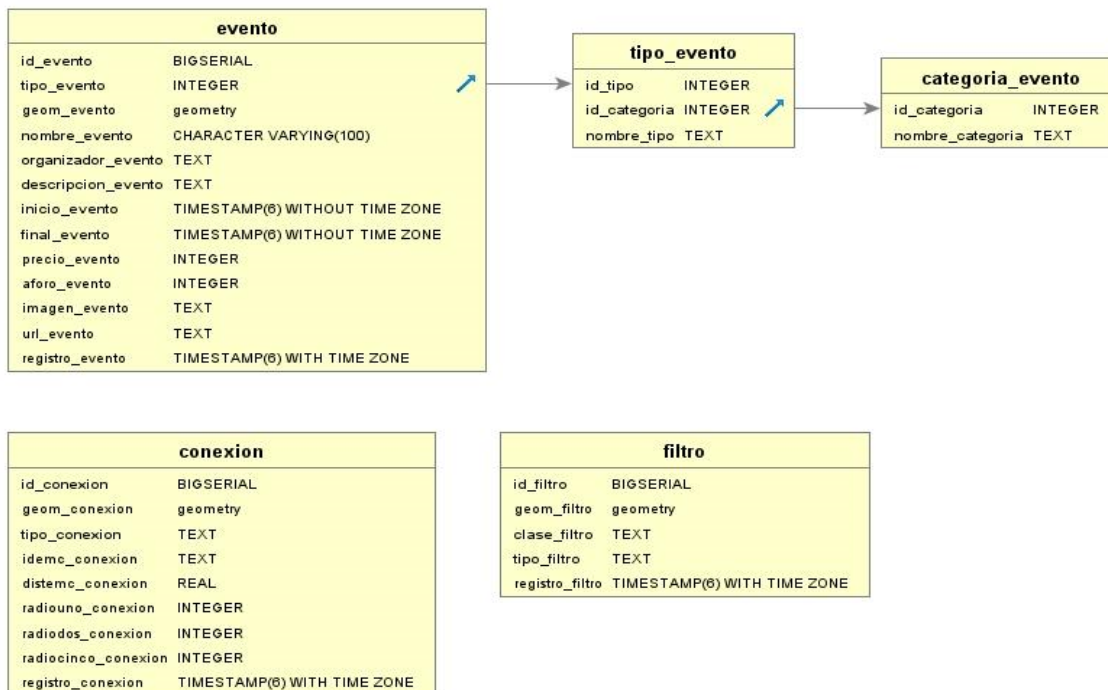 evento
id_evento BIGSERIAL
tipo_evento INTEGER
geom_evento geometry
nombre_evento CHARACTER VARYING(100)
organizador_evento TEXT
descripcion_evento TEXT
inicio_evento TIMESTAMP(6) WITHOUT TIME ZONE
final_evento TIMESTAMP(6) WITHOUT TIME ZONE
precio_evento INTEGER
aforo_evento INTEGER
imagen_evento TEXT
url_evento TEXT
registro_evento TIMESTAMP(6) WITH TIME ZONE
tipo_evento
id_tipo INTEGER
id_categoria INTEGER
nombre_tipo TEXT
categoria_evento
id_categoria INTEGER
nombre_categoria TEXT
conexion
id_conexion BIGSERIAL
geom_conexion geometry
tipo_conexion TEXT
idemc_conexion TEXT
distemc_conexion REAL
radiouno_conexion INTEGER
radiodos_conexion INTEGER
radiocinco_conexion INTEGER
registro_conexion TIMESTAMP(6) WITH TIME ZONE
filtro
id_filtro BIGSERIAL
geom_filtro geometry
clase_filtro TEXT
tipo_filtro TEXT
registro_filtro TIMESTAMP(6) WITH TIME ZONE